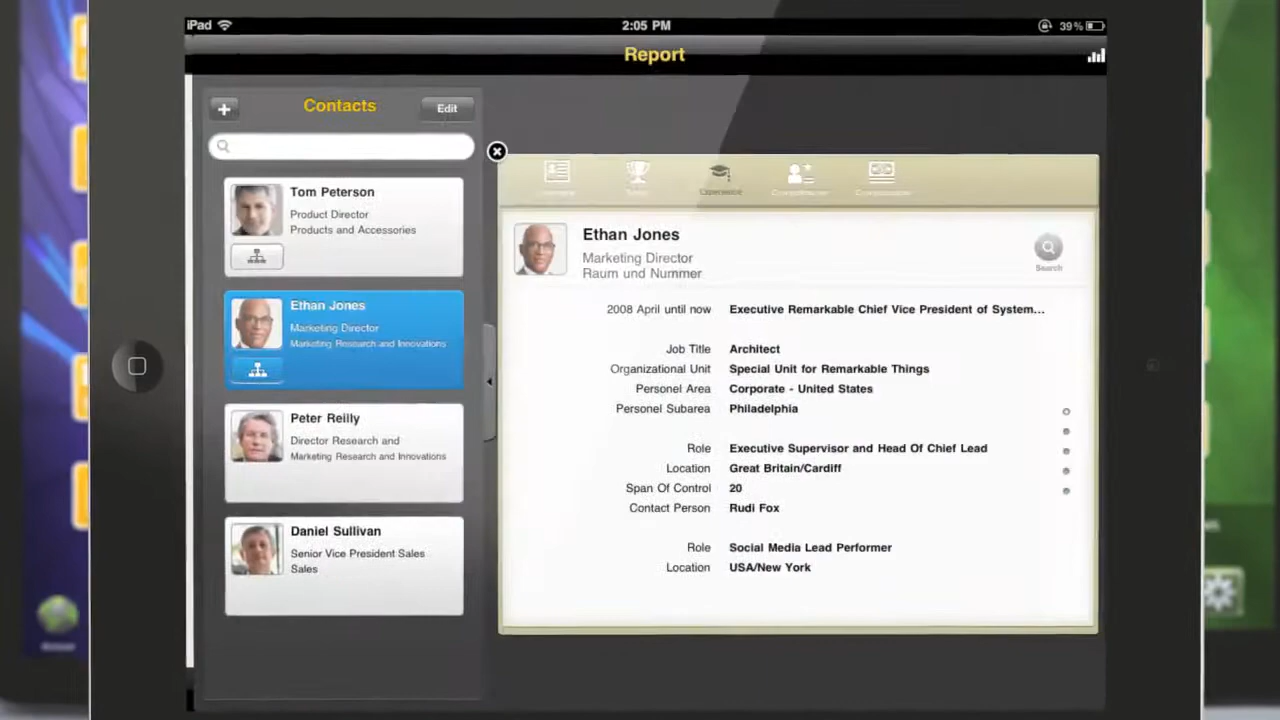 iPad
2:05 PM
39%
Report
Contacts
Edit
Tom Peterson
Product Director
Products and Accessories
Ethan Jones
Marketing Director
Marketing Research and Innovations
Peter Reilly
Director Research and
Marketing Research and Innovations
Daniel Sullivan
Senior Vice President Sales
Sales
Experience
Ethan Jones
Marketing Director
Raum und Nummer
Search
2008 April until now Executive Remarkable Chief Vice President of System...
Job Title Architect
Organizational Unit Special Unit for Remarkable Things
Personel Area Corporate - United States
Personel Subarea Philadelphia
Role Executive Supervisor and Head Of Chief Lead
Location Great Britain/Cardiff
Span Of Control 20
Contact Person Rudi Fox
Role Social Media Lead Performer
Location USA/New York